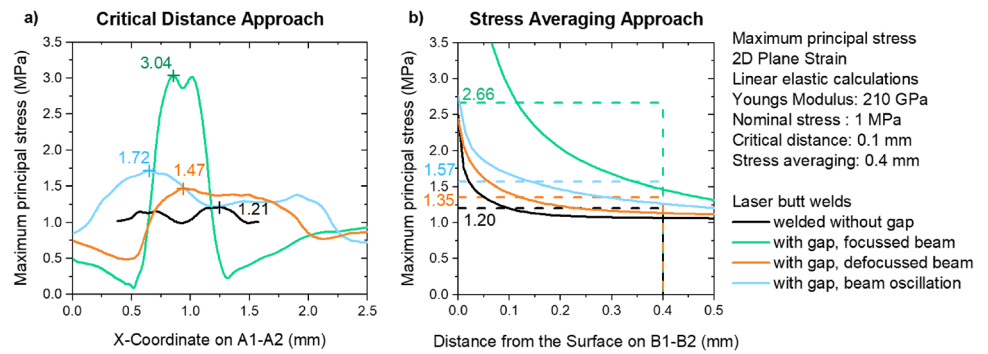 a) Critical Distance Approach
Maximum principal stress (MPa)
3.5
3.0
2.5
2.0
1.5
1.0
0.5
0.0
3.04
1.72
1.47
1.21
0.0 0.5 1.0 1.5 2.0 2.5
X-Coordinate on A1-A2 (mm)
b) Stress Averaging Approach
Maximum principal stress (MPa)
3.5
3.0
2.5
2.0
1.5
1.0
0.5
0.0
2.66
1.57
1.35
1.20
0.0 0.1 0.2 0.3 0.4 0.5
Distance from the Surface on B1-B2 (mm)
Maximum principal stress
2D Plane Strain
Linear elastic calculations
Youngs Modulus: 210 GPa
Nominal stress : 1 MPa
Critical distance: 0.1 mm
Stress averaging: 0.4 mm
Laser butt welds
welded without gap
with gap, focussed beam
with gap, defocussed beam
with gap, beam oscillation